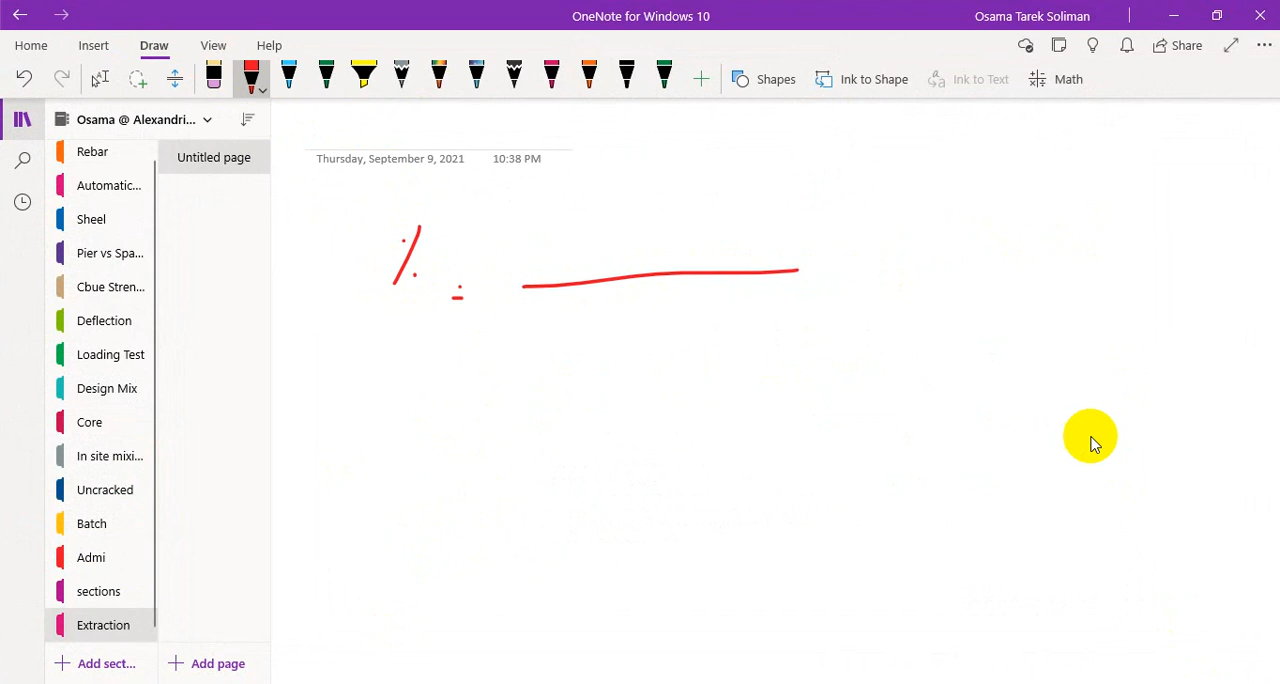 OneNote for Windows 10
Osama Tarek Soliman
Home Insert Draw View Help
Share
Shapes
Ink to Shape
Ink to Text
Math
Osama @ Alexandri...
Rebar
Automatic...
Sheel
Pier vs Spa...
Cbue Stren...
Deflection
Loading Test
Design Mix
Core
In site mixi...
Uncracked
Batch
Admi
sections
Extraction
Add sect...
Untitled page
Add page
Thursday, September 9, 2021 10:38 PM
%